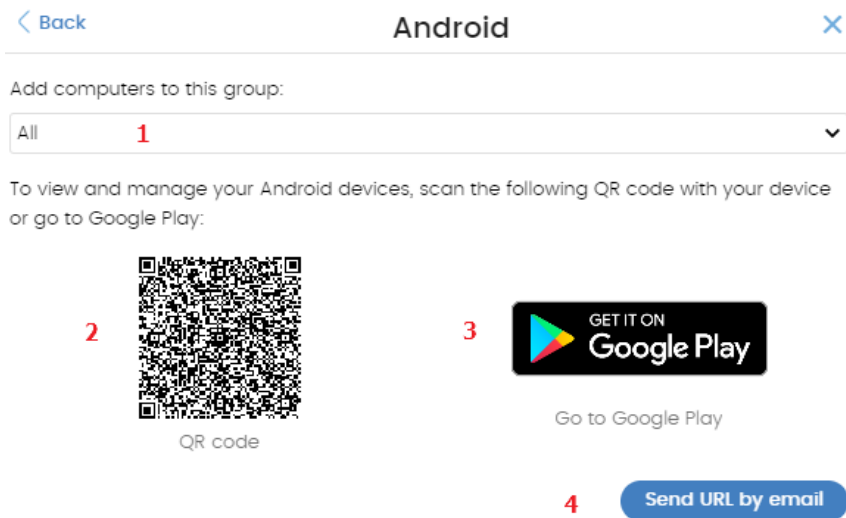 Back
Android
Add computers to this group:
All
1
To view and manage your Android devices, scan the following QR code with your device
or go to Google Play:
2
QR code
3
GET IT ON
Google Play
Go to Google Play
4
Send URL by email